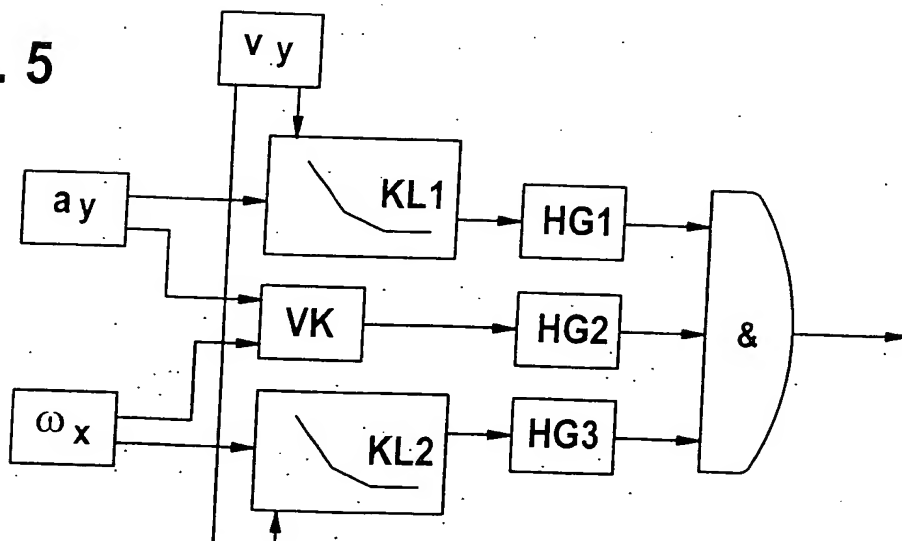 . 5
v y
a y
KL1
HG1
VK
HG2
&
ω x
KL2
HG3